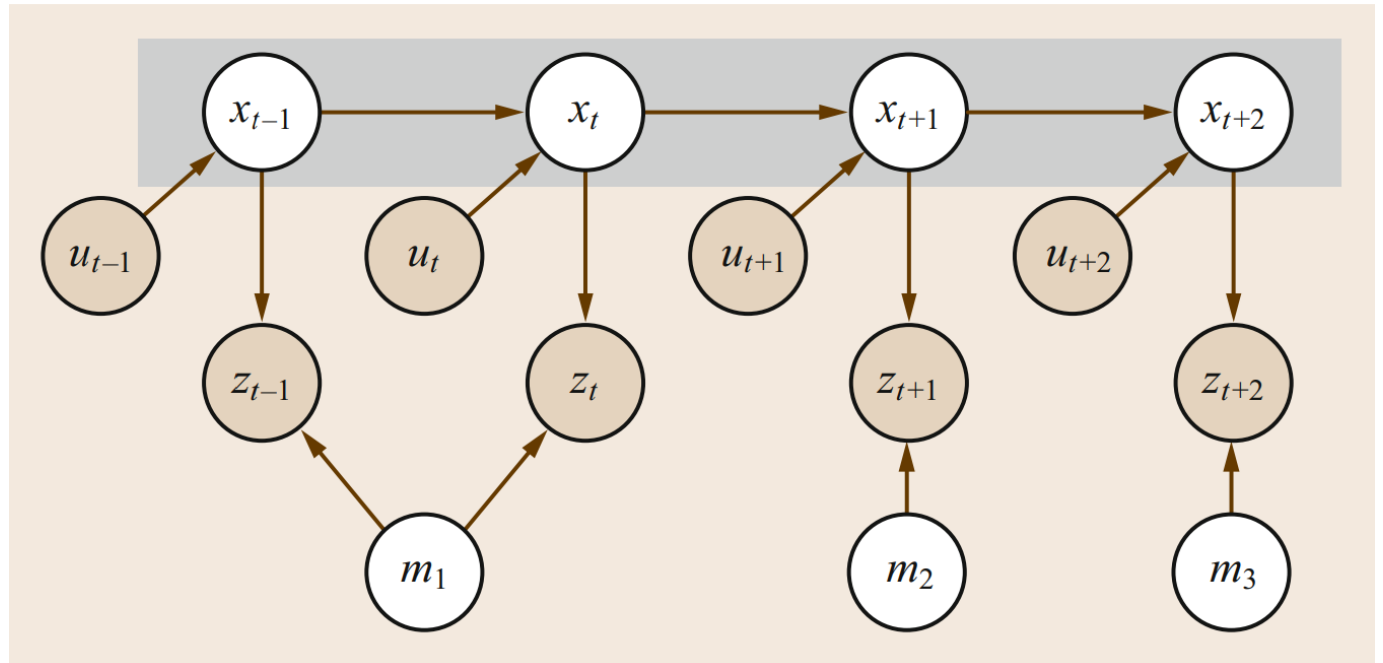 x_{t−1} x_t x_{t+1} x_{t+2}
u_{t−1} u_t u_{t+1} u_{t+2}
z_{t−1} z_t z_{t+1} z_{t+2}
m_1 m_2 m_3